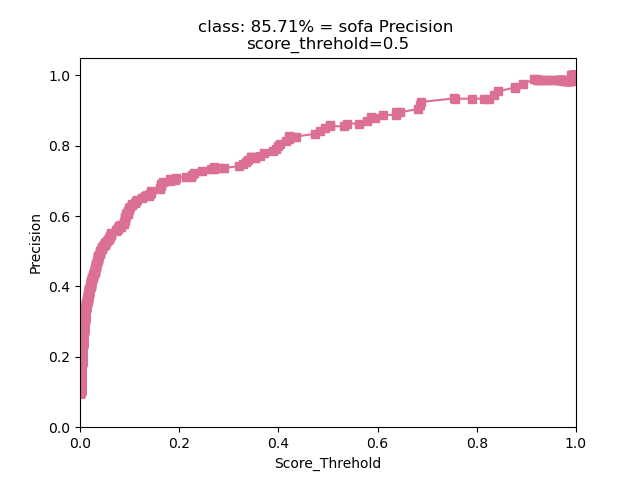 class: 85.71% = sofa Precision
score_threhold=0.5
1.0
0.8
0.6
0.4
0.2
0.0
Precision
0.0 0.2 0.4 0.6 0.8 1.0
Score_Threhold